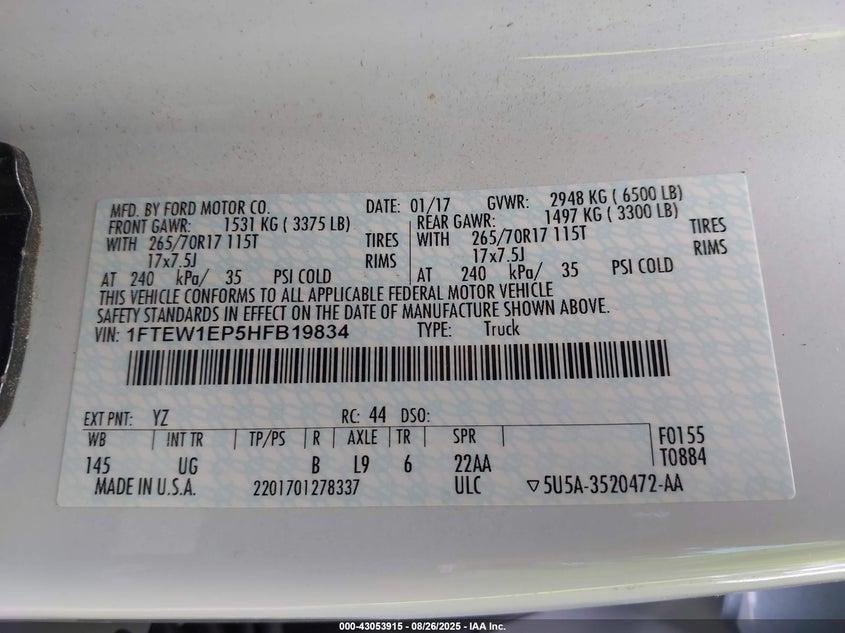 MFD. BY FORD MOTOR CO. DATE: 01/17 GVWR: 2948 KG ( 6500 LB)
FRONT GAWR: 1531 KG ( 3375 LB) REAR GAWR: 1497 KG ( 3300 LB)
WITH 265/70R17 115T TIRES WITH 265/70R17 115T TIRES
17x7.5J RIMS 17x7.5J RIMS
AT 240 kPa/ 35 PSI COLD AT 240 kPa/ 35 PSI COLD
THIS VEHICLE CONFORMS TO ALL APPLICABLE FEDERAL MOTOR VEHICLE
SAFETY STANDARDS IN EFFECT ON THE DATE OF MANUFACTURE SHOWN ABOVE.
VIN: 1FTEW1EP5HFB19834 TYPE: Truck
EXT PNT: YZ RC: 44 DSO:
WB INT TR TP/PS R AXLE TR SPR F0155
145 UG B L9 6 22AA T0884
MADE IN U.S.A. 2201701278337 ULC ▽5U5A-3520472-AA
000-43053915 - 08/26/2025 - IAA Inc.